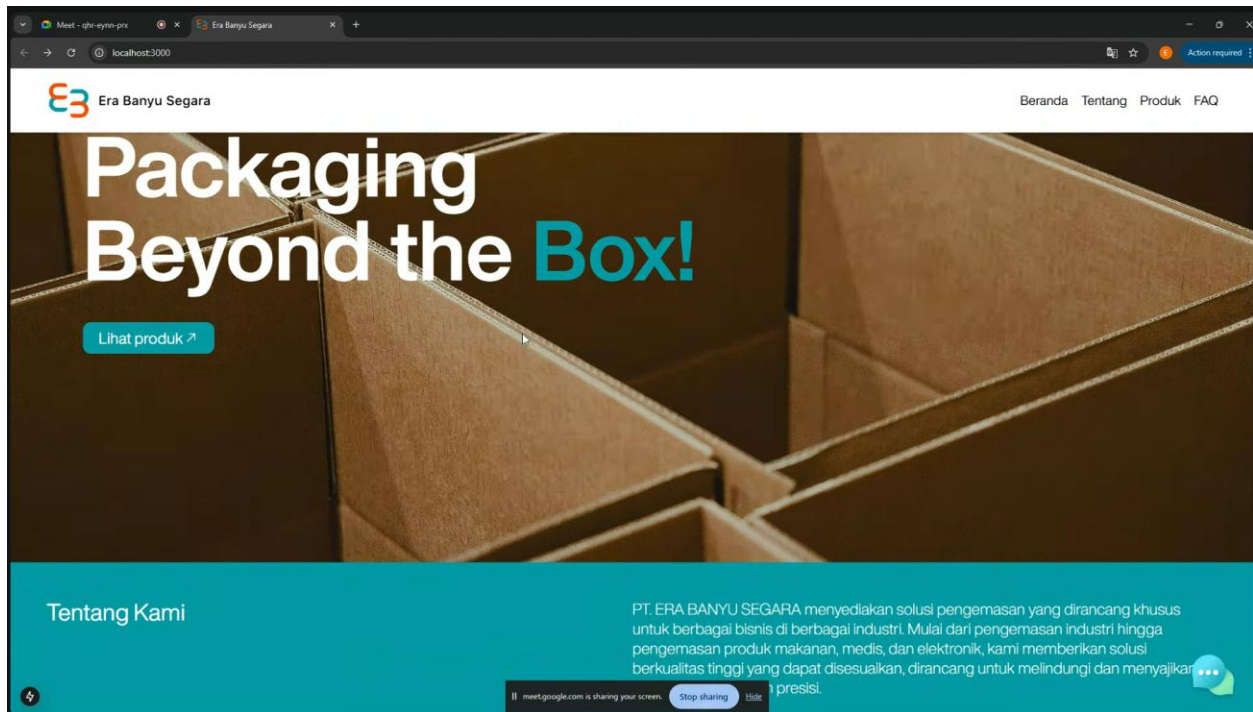 Meet - qhr-eynn-prx
Era Banyu Segara
localhost:3000
Action required
Era Banyu Segara
Beranda Tentang Produk FAQ
Packaging
Beyond the Box!
Lihat produk
Tentang Kami
PT. ERA BANYU SEGARA menyediakan solusi pengemasan yang dirancang khusus
untuk berbagai bisnis di berbagai industri. Mulai dari pengemasan industri hingga
pengemasan produk makanan, medis, dan elektronik, kami memberikan solusi
berkualitas tinggi yang dapat disesuaikan, dirancang untuk melindungi dan menyajikan
presisi.
meet.google.com is sharing your screen. Stop sharing Hide